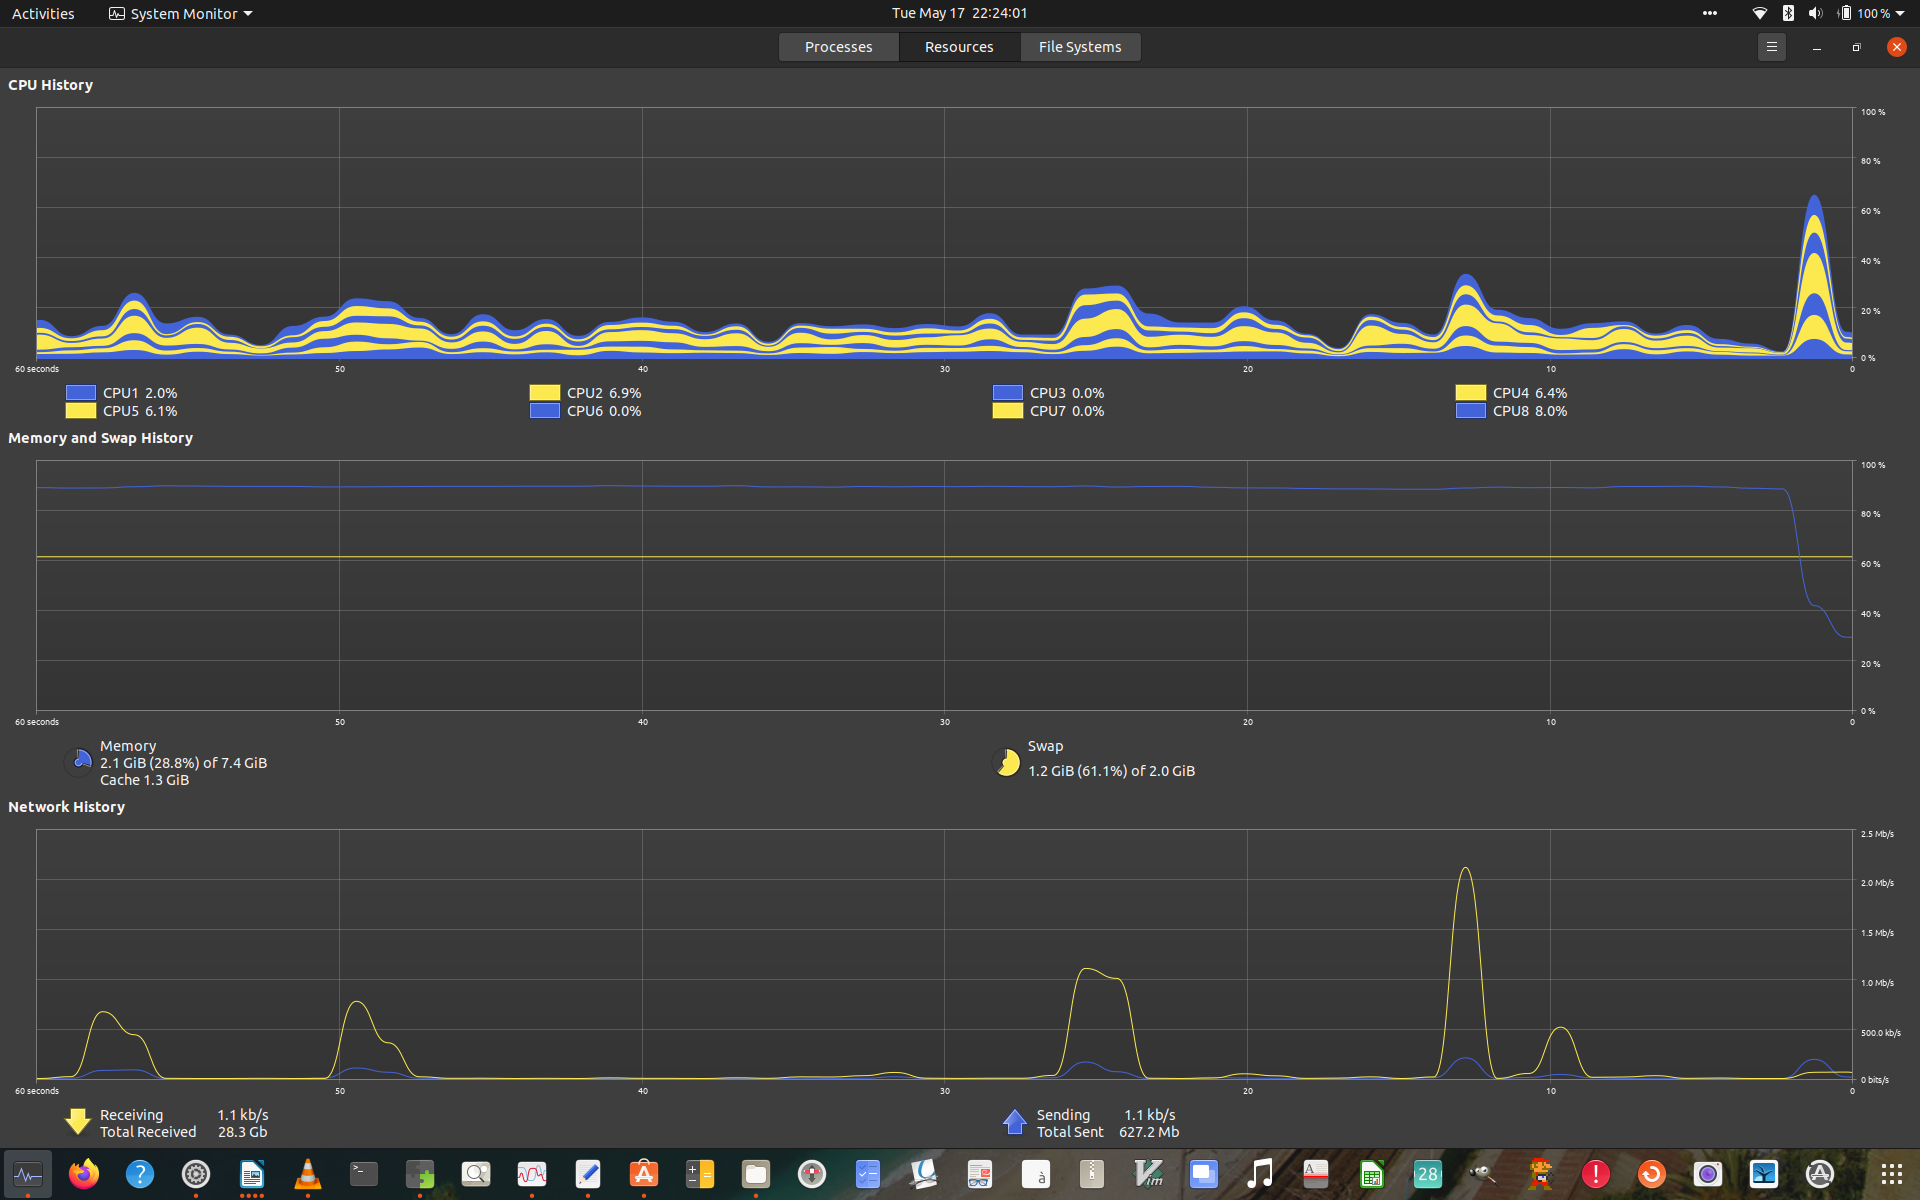 Activities System Monitor Tue May 17 22:24:01 100 %
Processes Resources File Systems
CPU History
100 %
80 %
60 %
40 %
20 %
0 %
60 seconds 50 40 30 20 10 0
CPU1 2.0% CPU2 6.9% CPU3 0.0% CPU4 6.4%
CPU5 6.1% CPU6 0.0% CPU7 0.0% CPU8 8.0%
Memory and Swap History
100 %
80 %
60 %
40 %
20 %
0 %
60 seconds 50 40 30 20 10 0
Memory
2.1 GiB (28.8%) of 7.4 GiB
Cache 1.3 GiB
Swap
1.2 GiB (61.1%) of 2.0 GiB
Network History
2.5 Mb/s
2.0 Mb/s
1.5 Mb/s
1.0 Mb/s
500.0 kb/s
0 bits/s
60 seconds 50 40 30 20 10 0
Receiving 1.1 kb/s
Total Received 28.3 Gb
Sending 1.1 kb/s
Total Sent 627.2 Mb
? >_ à Vim A 28 !